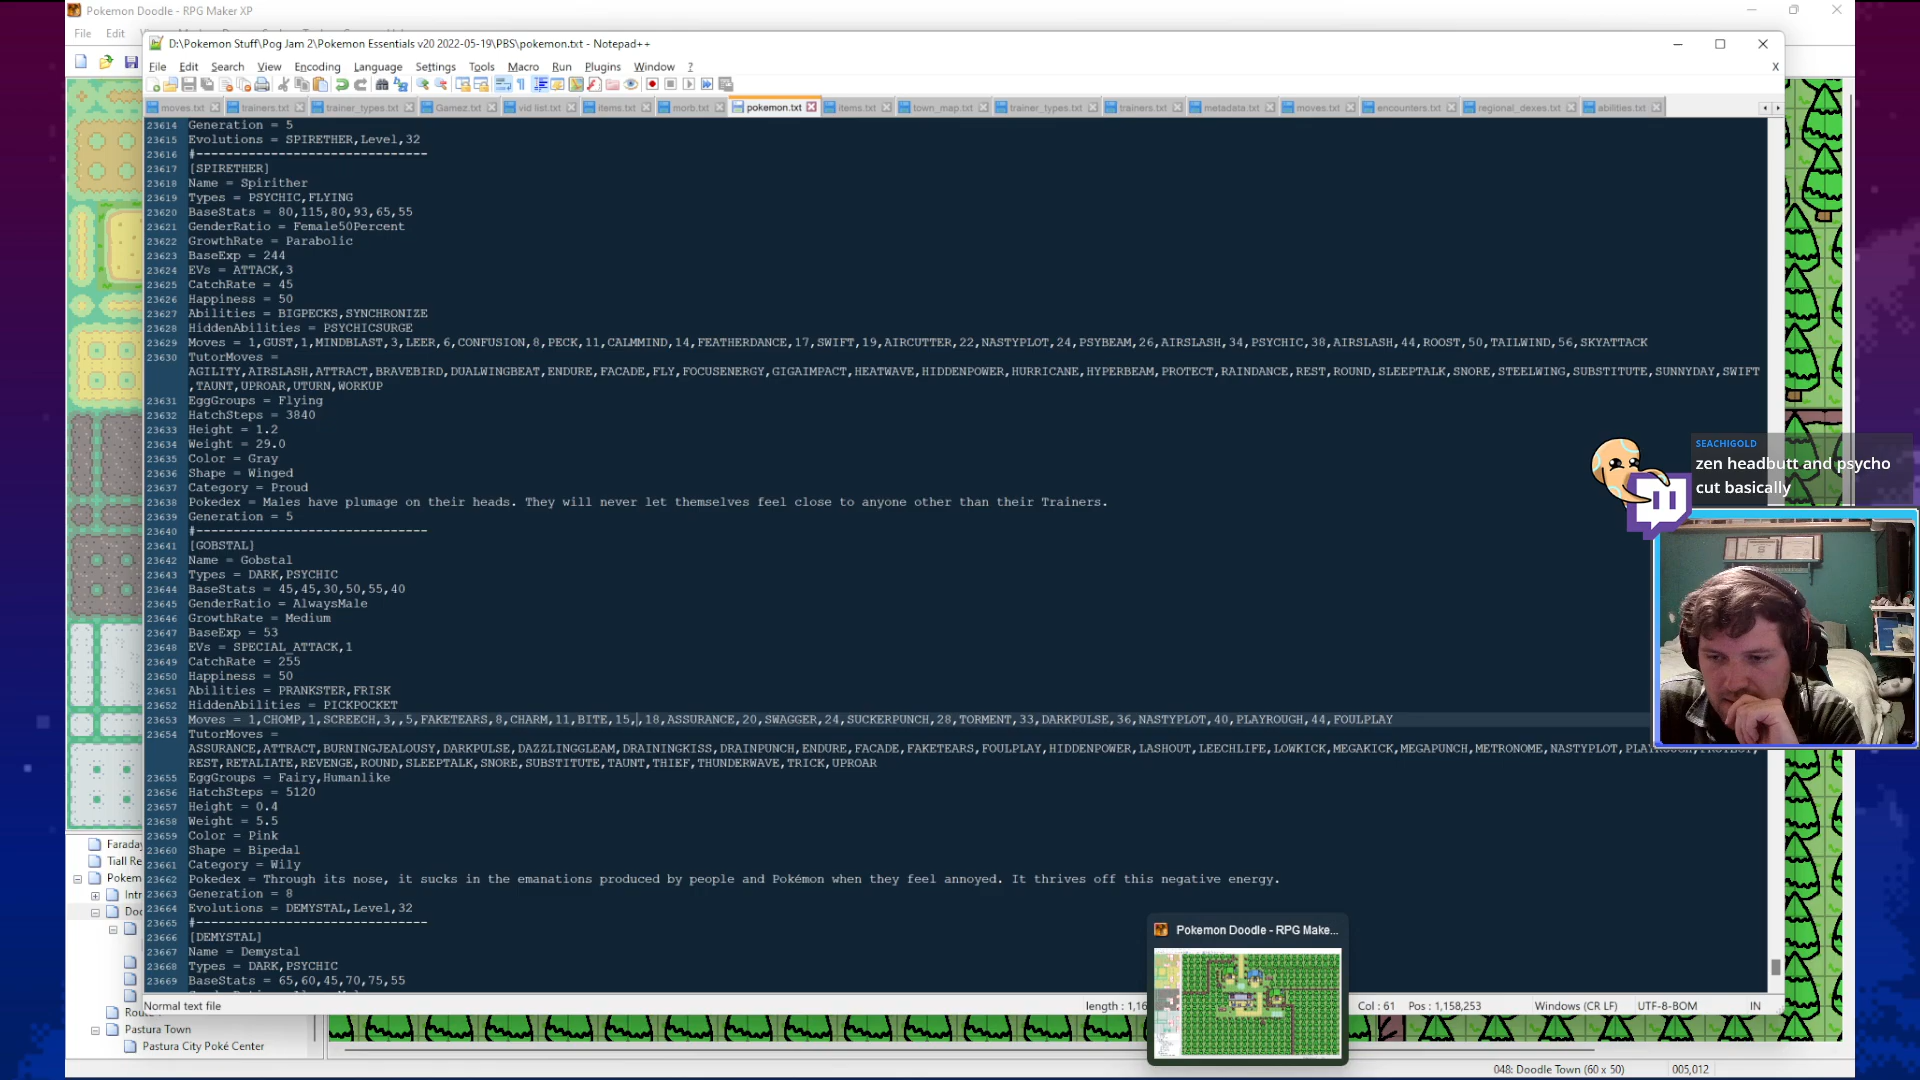 Pokemon Doodle - RPG Maker XP
File Edit
D:\Pokemon Stuff\Pog Jam 2\Pokemon Essentials v20 2022-05-19\PBS\pokemon.txt - Notepad++
File Edit Search View Encoding Language Settings Tools Macro Run Plugins Window ?
moves.txt trainers.txt trainer_types.txt Gamez.txt vid list.txt items.txt morb.txt pokemon.txt items.txt town_map.txt trainer_types.txt trainers.txt metadata.txt moves.txt encounters.txt regional_dexes.txt abilities.txt
23614 Generation = 5
23615 Evolutions = SPIRETHER,Level,32
23616 #-------------------------------
23617 [SPIRETHER]
23618 Name = Spirither
23619 Types = PSYCHIC,FLYING
23620 BaseStats = 80,115,80,93,65,55
23621 GenderRatio = Female50Percent
23622 GrowthRate = Parabolic
23623 BaseExp = 244
23624 EVs = ATTACK,3
23625 CatchRate = 45
23626 Happiness = 50
23627 Abilities = BIGPECKS,SYNCHRONIZE
23628 HiddenAbilities = PSYCHICSURGE
23629 Moves = 1,GUST,1,MINDBLAST,3,LEER,6,CONFUSION,8,PECK,11,CALMMIND,14,FEATHERDANCE,17,SWIFT,19,AIRCUTTER,22,NASTYPLOT,24,PSYBEAM,26,AIRSLASH,34,PSYCHIC,38,AIRSLASH,44,ROOST,50,TAILWIND,56,SKYATTACK
23630 TutorMoves =
AGILITY,AIRSLASH,ATTRACT,BRAVEBIRD,DUALWINGBEAT,ENDURE,FACADE,FLY,FOCUSENERGY,GIGAIMPACT,HEATWAVE,HIDDENPOWER,HURRICANE,HYPERBEAM,PROTECT,RAINDANCE,REST,ROUND,SLEEPTALK,SNORE,STEELWING,SUBSTITUTE,SUNNYDAY,SWIFT
,TAUNT,UPROAR,UTURN,WORKUP
23631 EggGroups = Flying
23632 HatchSteps = 3840
23633 Height = 1.2
23634 Weight = 29.0
23635 Color = Gray
23636 Shape = Winged
23637 Category = Proud
23638 Pokedex = Males have plumage on their heads. They will never let themselves feel close to anyone other than their Trainers.
23639 Generation = 5
23640 #-------------------------------
23641 [GOBSTAL]
23642 Name = Gobstal
23643 Types = DARK,PSYCHIC
23644 BaseStats = 45,45,30,50,55,40
23645 GenderRatio = AlwaysMale
23646 GrowthRate = Medium
23647 BaseExp = 53
23648 EVs = SPECIAL_ATTACK,1
23649 CatchRate = 255
23650 Happiness = 50
23651 Abilities = PRANKSTER,FRISK
23652 HiddenAbilities = PICKPOCKET
23653 Moves = 1,CHOMP,1,SCREECH,3,,5,FAKETEARS,8,CHARM,11,BITE,15,,18,ASSURANCE,20,SWAGGER,24,SUCKERPUNCH,28,TORMENT,33,DARKPULSE,36,NASTYPLOT,40,PLAYROUGH,44,FOULPLAY
23654 TutorMoves =
ASSURANCE,ATTRACT,BURNINGJEALOUSY,DARKPULSE,DAZZLINGGLEAM,DRAININGKISS,DRAINPUNCH,ENDURE,FACADE,FAKETEARS,FOULPLAY,HIDDENPOWER,LASHOUT,LEECHLIFE,LOWKICK,MEGAKICK,MEGAPUNCH,METRONOME,NASTYPLOT,PLAYROUGH,PROTECT,
REST,RETALIATE,REVENGE,ROUND,SLEEPTALK,SNORE,SUBSTITUTE,TAUNT,THIEF,THUNDERWAVE,TRICK,UPROAR
23655 EggGroups = Fairy,Humanlike
23656 HatchSteps = 5120
23657 Height = 0.4
23658 Weight = 5.5
23659 Color = Pink
23660 Shape = Bipedal
23661 Category = Wily
23662 Pokedex = Through its nose, it sucks in the emanations produced by people and Pokémon when they feel annoyed. It thrives off this negative energy.
23663 Generation = 8
23664 Evolutions = DEMYSTAL,Level,32
23665 #-------------------------------
23666 [DEMYSTAL]
23667 Name = Demystal
23668 Types = DARK,PSYCHIC
23669 BaseStats = 65,60,45,70,75,55
SEACHIGOLD
zen headbutt and psycho
cut basically
Faraday
Tiall Re
Pokem
Intr
Doo
Route
Pastura Town
Pastura City Poké Center
Pokemon Doodle - RPG Make...
Normal text file length : 1,16 Col : 61 Pos : 1,158,253 Windows (CR LF) UTF-8-BOM IN
048: Doodle Town (60 x 50) 005,012